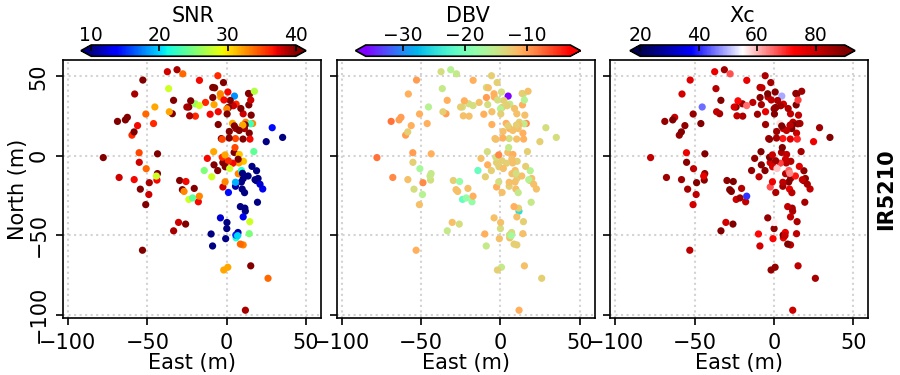 SNR DBV Xc
10 20 30 40 −30 −20 −10 20 40 60 80
50
0
−50
−100
North (m)
−100 −50 0 50 −100 −50 0 50 −100 −50 0 50
East (m) East (m) East (m)
IR5210